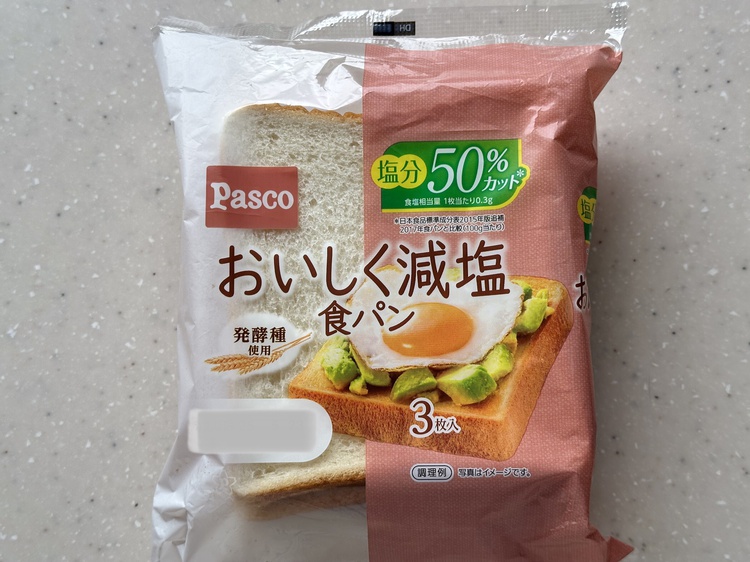 DH
塩分
50%
カット*
食塩相当量 1枚当たり0.3g
*日本食品標準成分表2015年版追補
2017年食パンと比較(100g当たり)
Pasco
おいしく減塩
食パン
発酵種
使用
3枚入
調理例 写真はイメージです。
塩
お